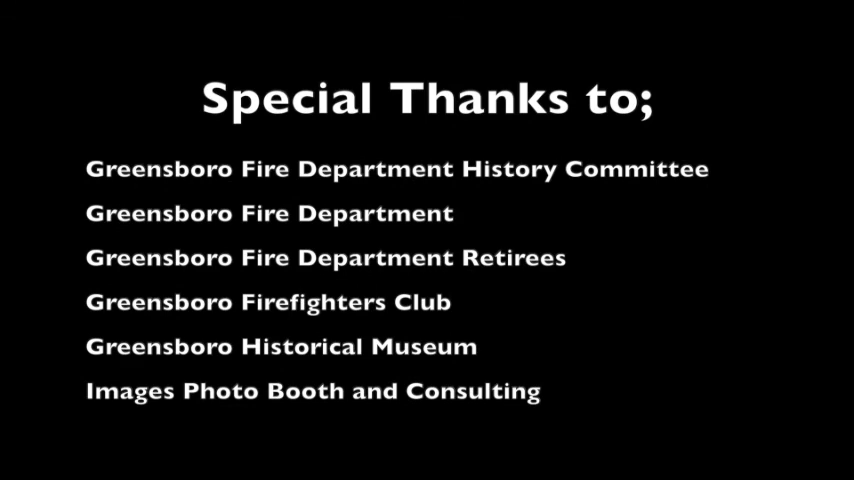 Special Thanks to;
Greensboro Fire Department History Committee
Greensboro Fire Department
Greensboro Fire Department Retirees
Greensboro Firefighters Club
Greensboro Historical Museum
Images Photo Booth and Consulting